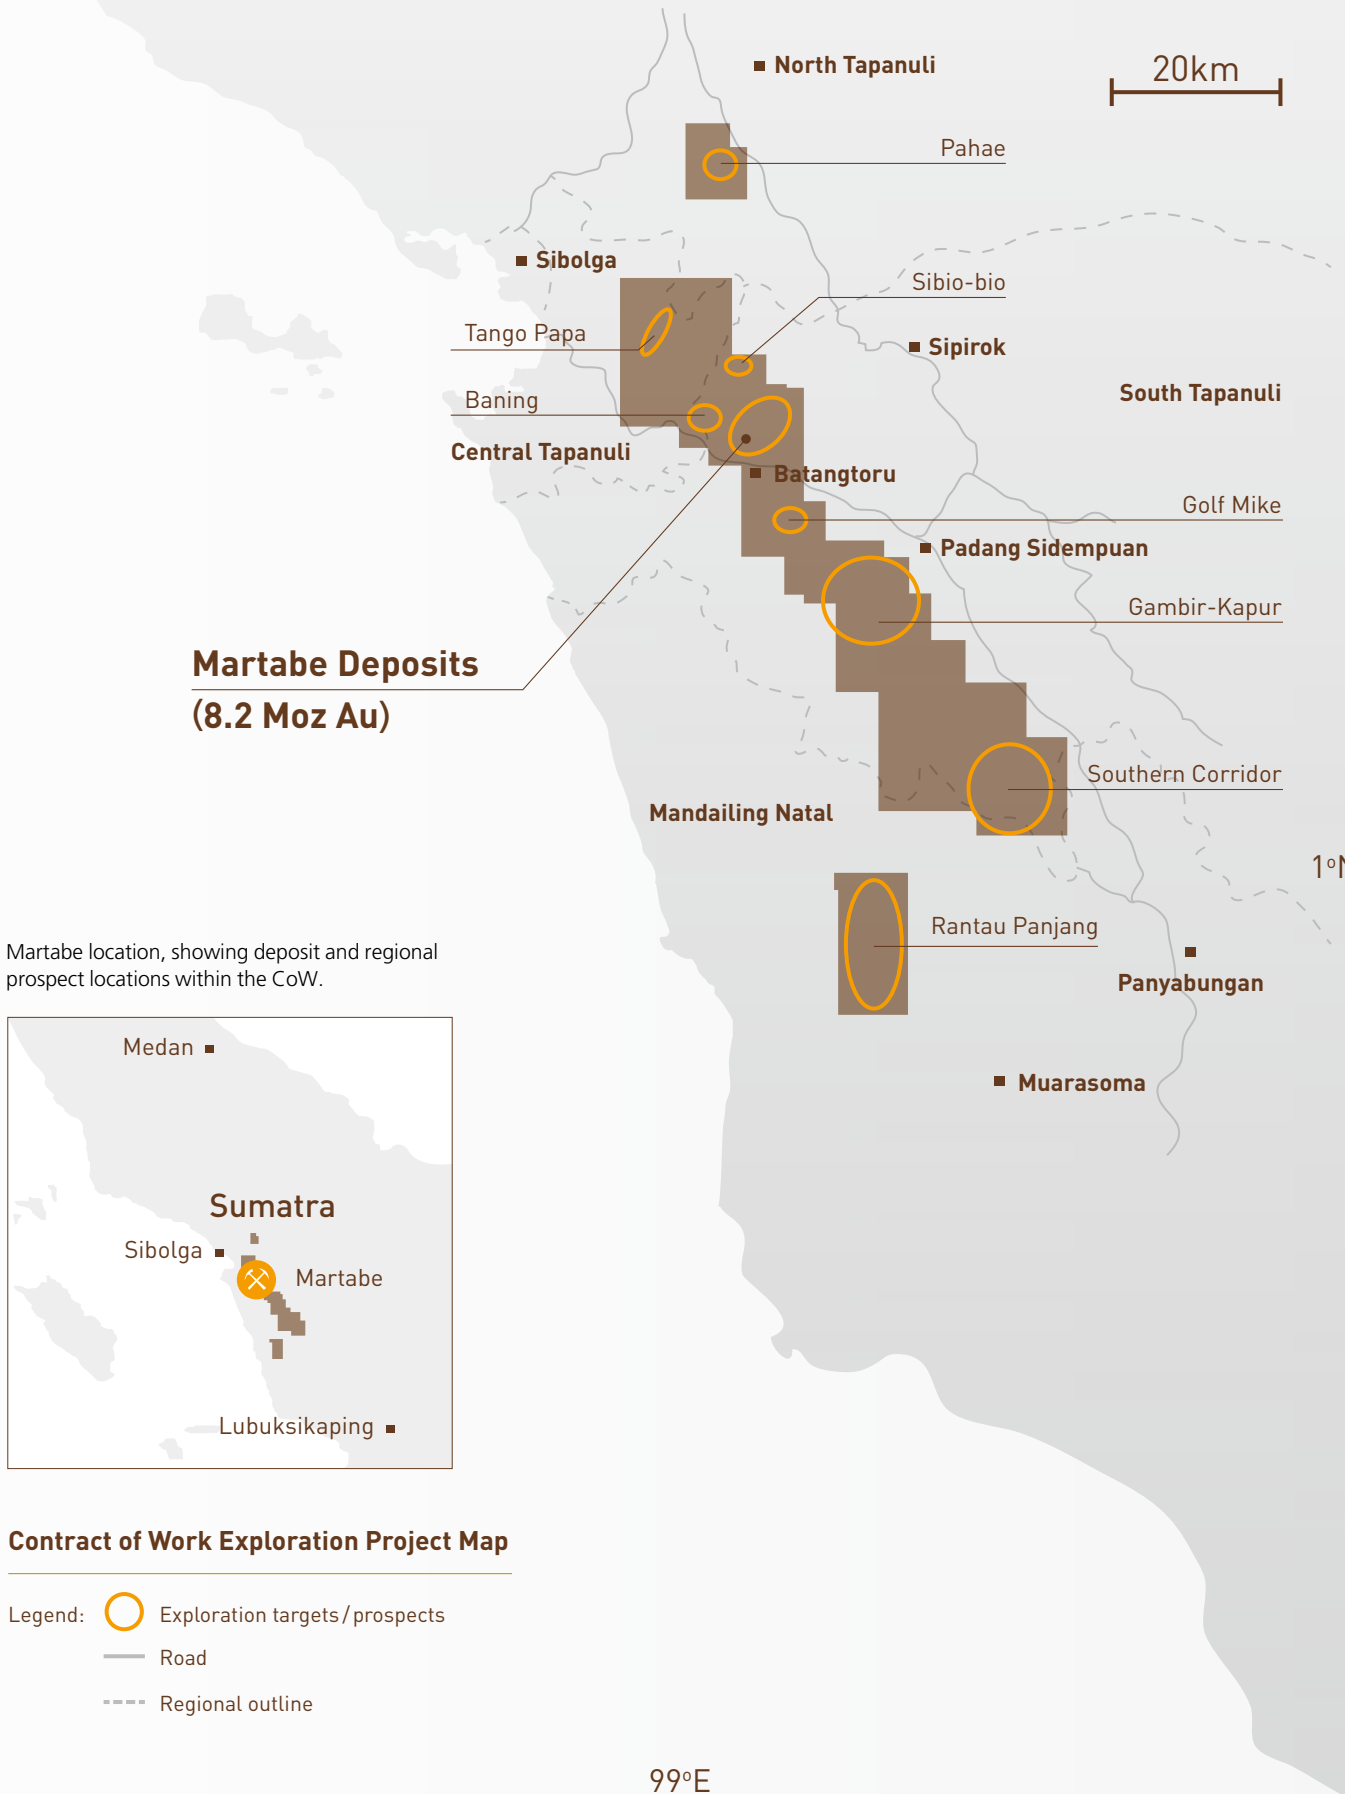 North Tapanuli
20km
Pahae
Sibolga
Sibio-bio
Tango Papa
Sipirok
South Tapanuli
Baning
Central Tapanuli
Batangtoru
Golf Mike
Padang Sidempuan
Gambir-Kapur
Martabe Deposits
(8.2 Moz Au)
Southern Corridor
Mandailing Natal
1°N
Rantau Panjang
Panyabungan
Muarasoma
Martabe location, showing deposit and regional
prospect locations within the CoW.
Medan
Sumatra
Sibolga
Martabe
Lubuksikaping
Contract of Work Exploration Project Map
Legend:
Exploration targets/prospects
Road
Regional outline
99°E